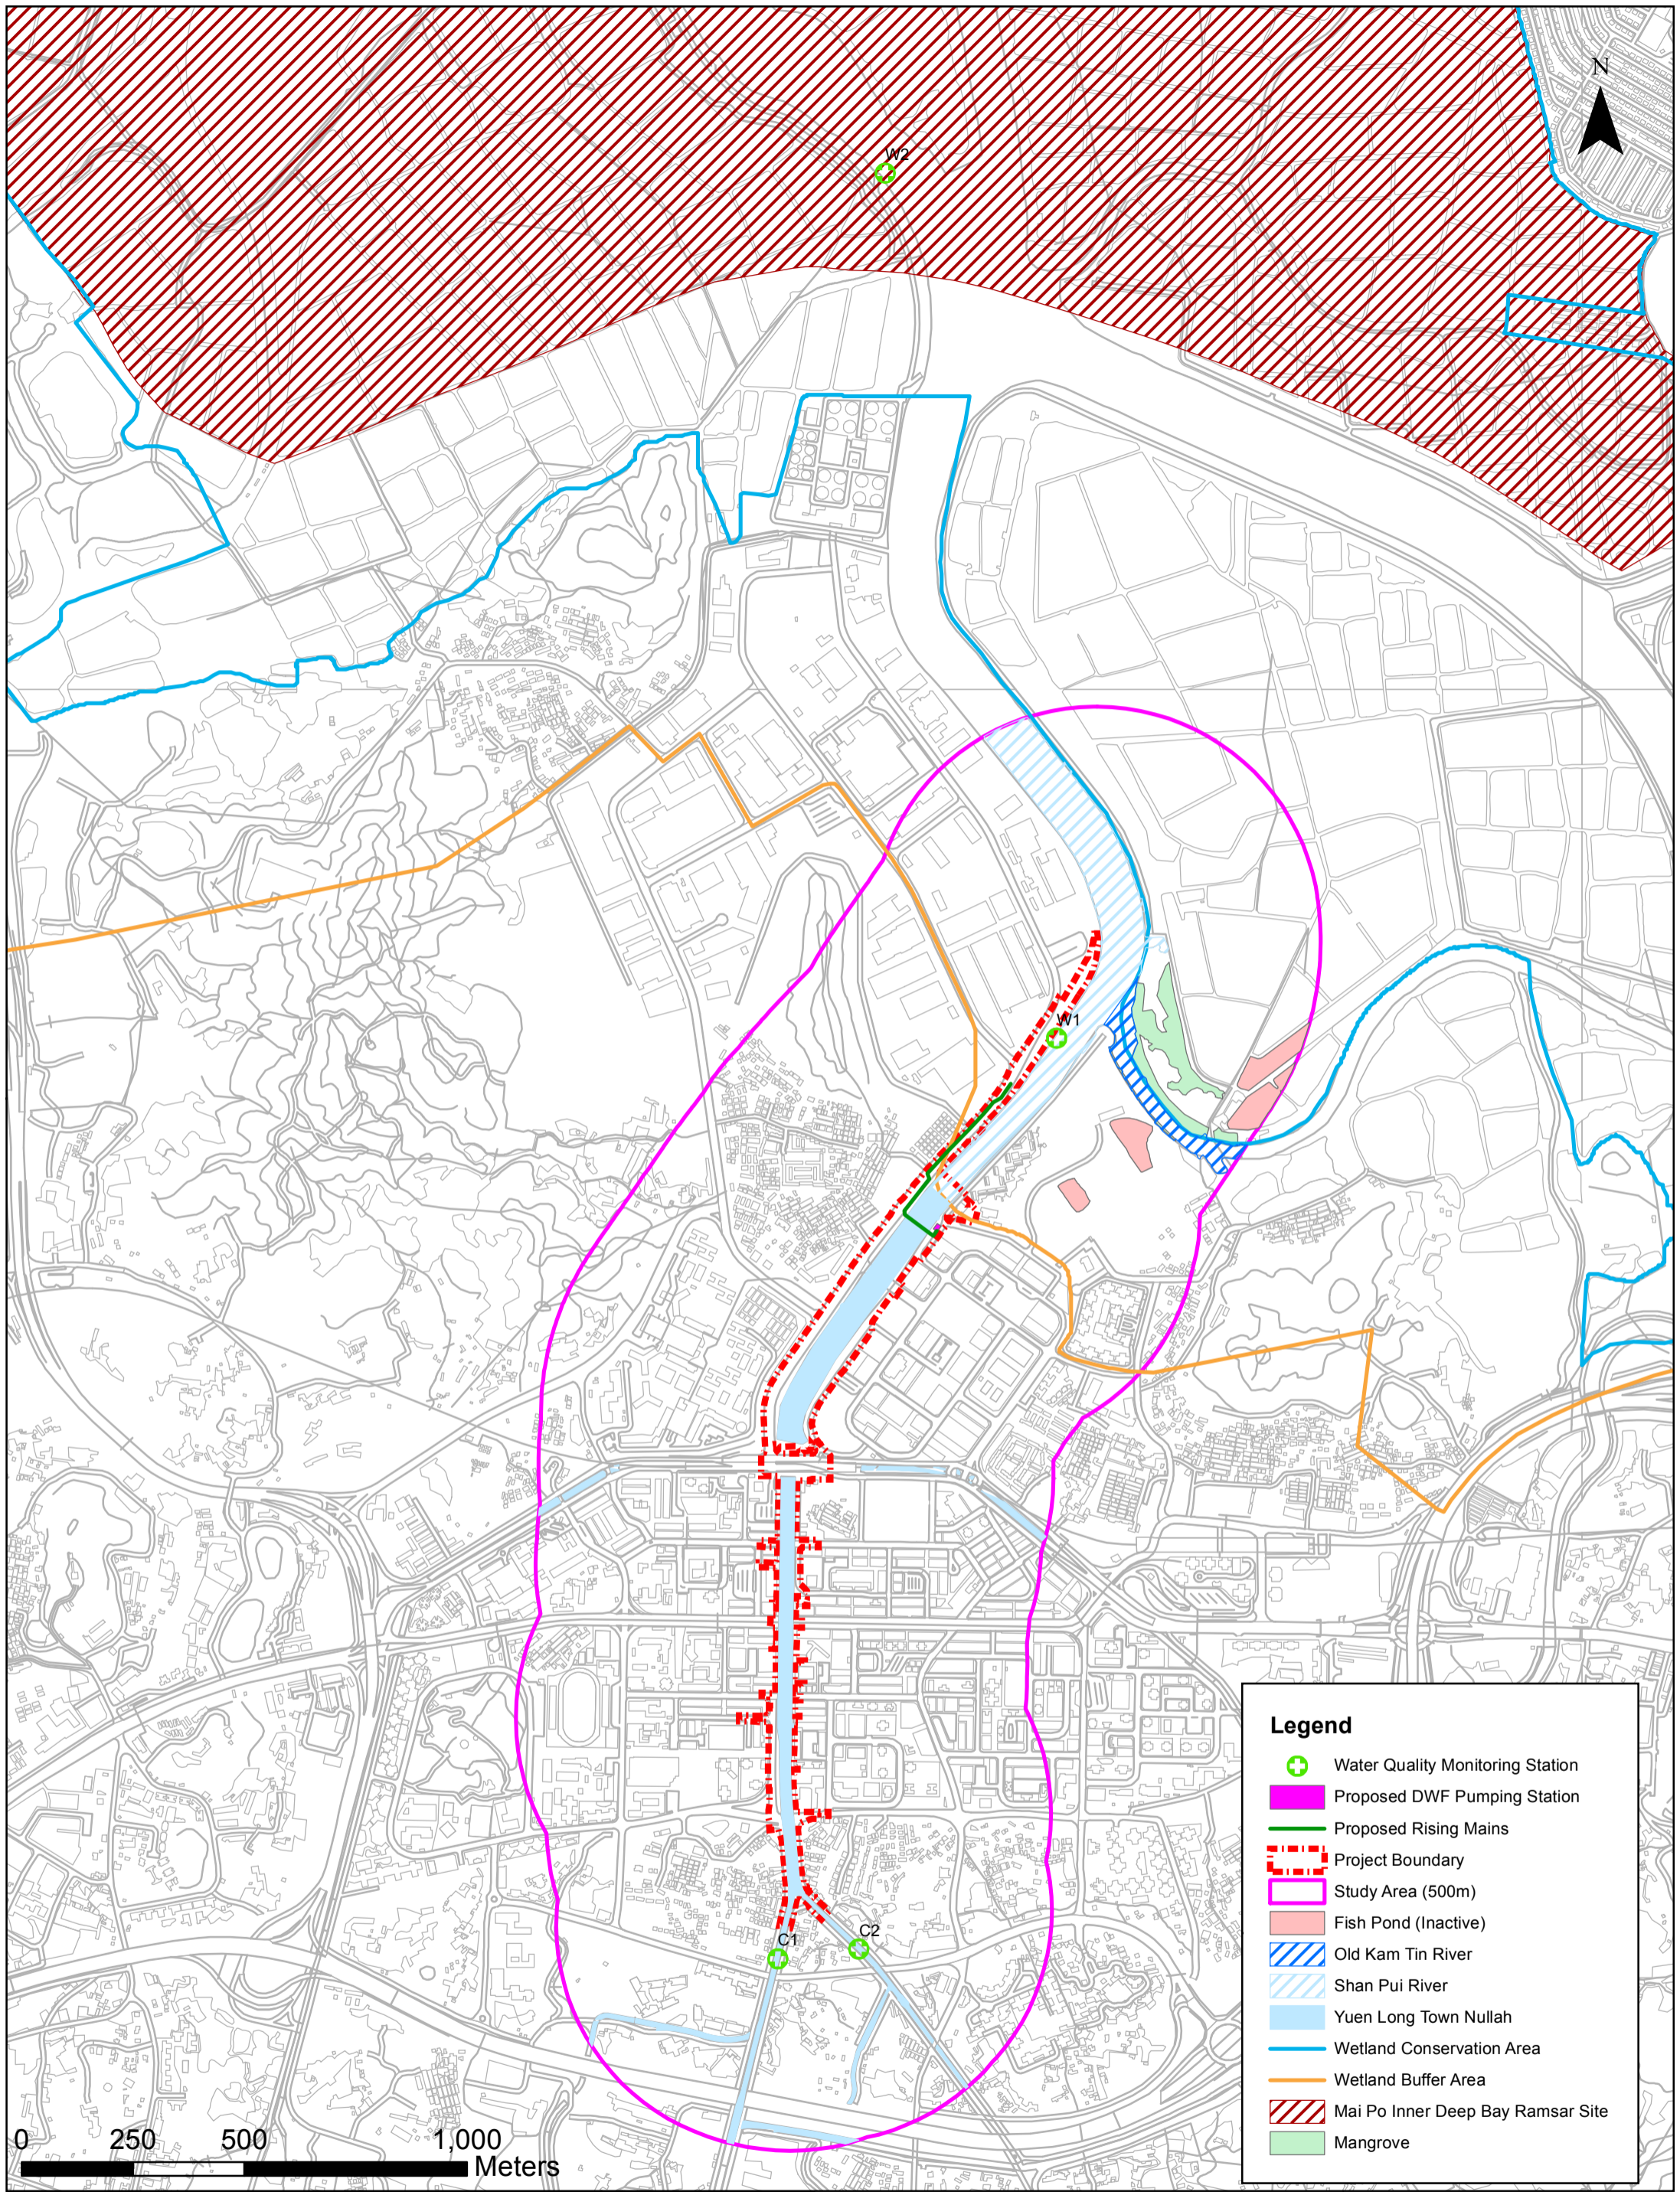 N
W2
W1
C1
C2
Legend
Water Quality Monitoring Station
Proposed DWF Pumping Station
Proposed Rising Mains
Project Boundary
Study Area (500m)
Fish Pond (Inactive)
Old Kam Tin River
Shan Pui River
Yuen Long Town Nullah
Wetland Conservation Area
Wetland Buffer Area
Mai Po Inner Deep Bay Ramsar Site
Mangrove
0 250 500 1,000
Meters